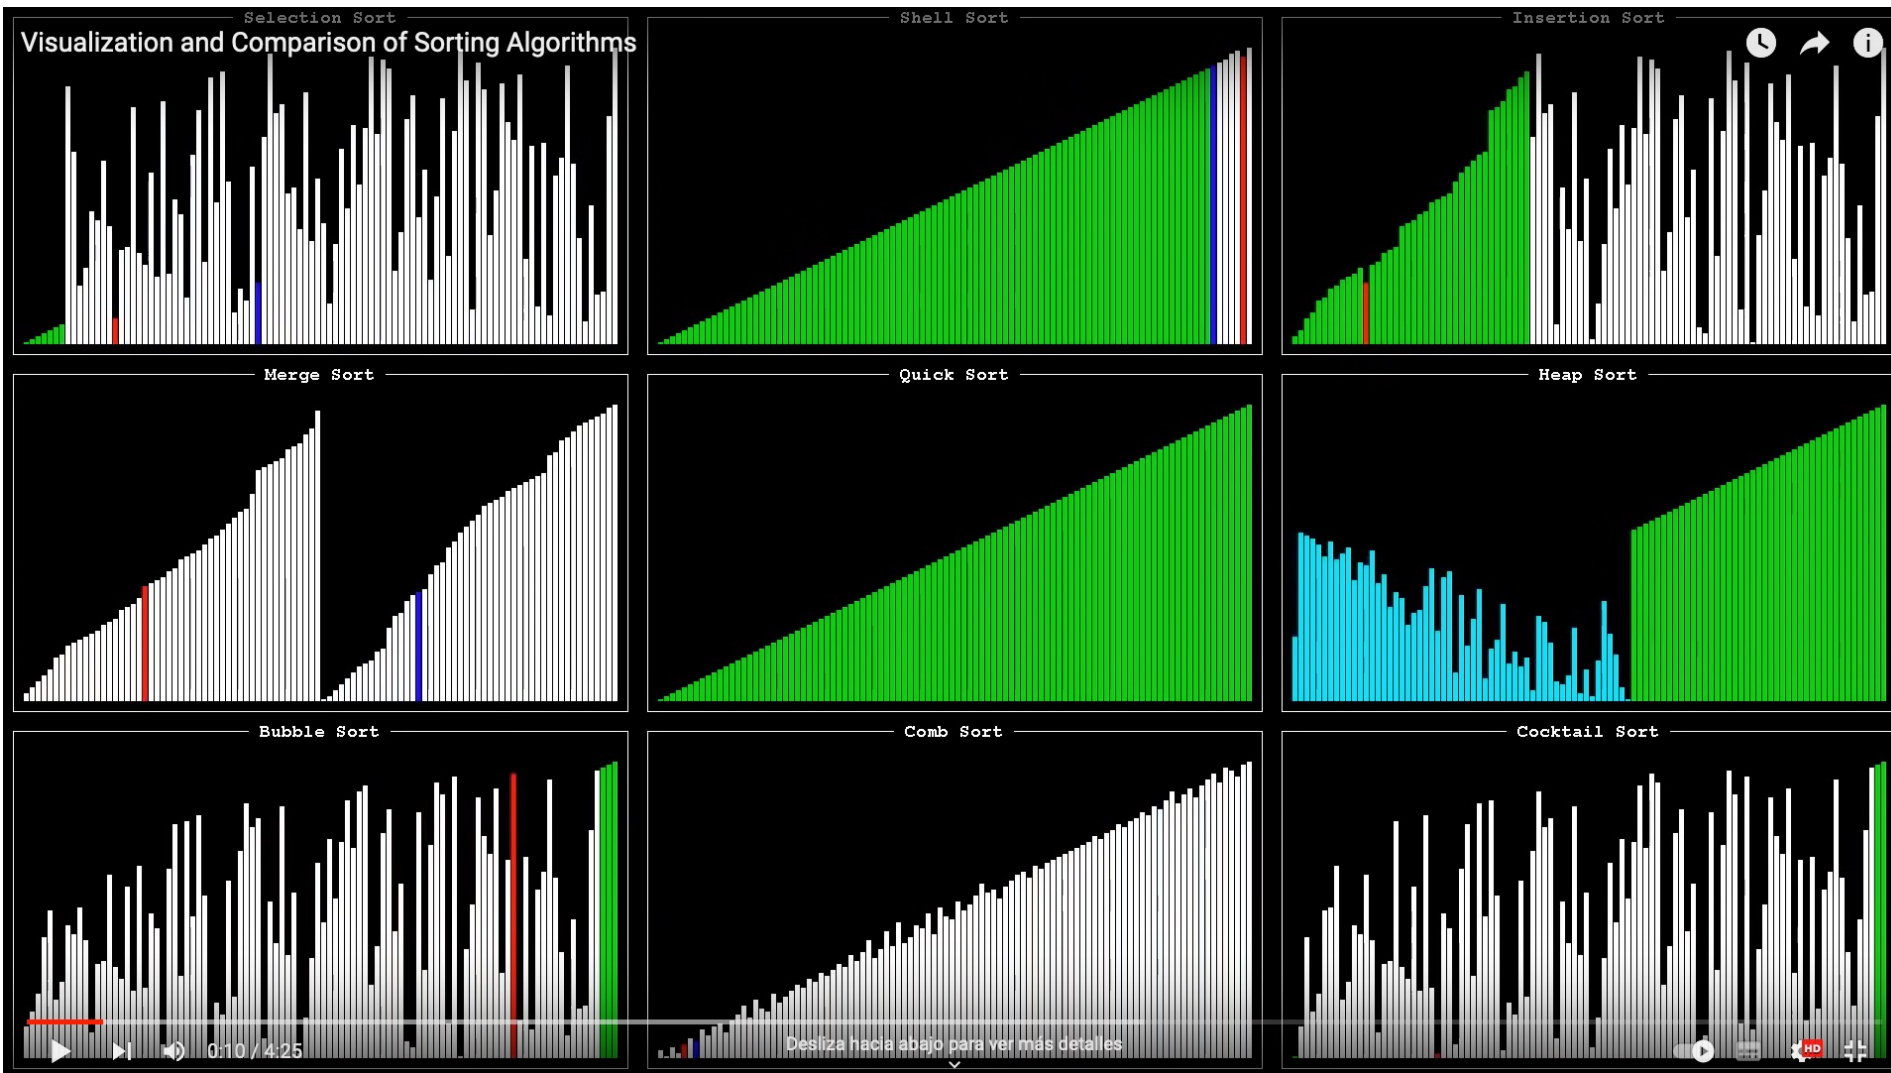 Selection Sort
Shell Sort
Insertion Sort
Visualization and Comparison of Sorting Algorithms
Merge Sort
Quick Sort
Heap Sort
Bubble Sort
Comb Sort
Cocktail Sort
0:10 / 4:25
Desliza hacia abajo para ver más detalles
HD